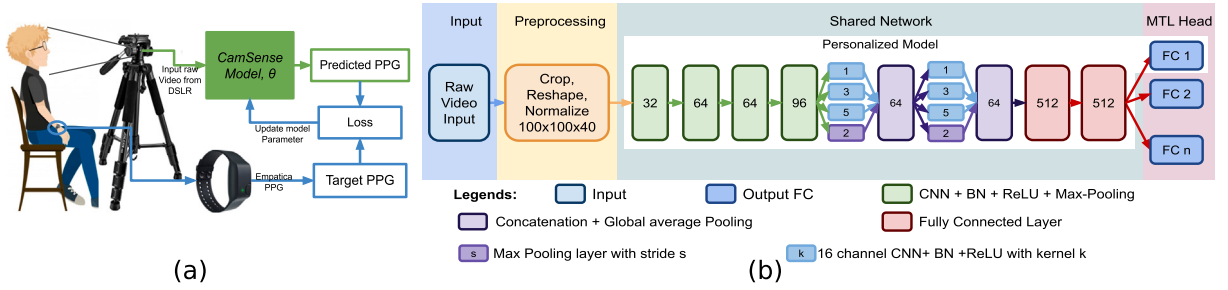 CamSense
Model, θ
Predicted PPG
Input raw
Video from
DSLR
Loss
Update model
Parameter
Empatica
PPG
Target PPG
(a)
Input
Preprocessing
Shared Network
MTL Head
Personalized Model
Raw
Video
Input
Crop,
Reshape,
Normalize
100x100x40
32
64
64
96
1
3
5
2
64
1
3
5
2
64
512
512
FC 1
FC 2
FC n
Legends:
Input
Output FC
CNN + BN + ReLU + Max-Pooling
Concatenation + Global average Pooling
Fully Connected Layer
s
Max Pooling layer with stride s
k
16 channel CNN+ BN +ReLU with kernel k
(b)